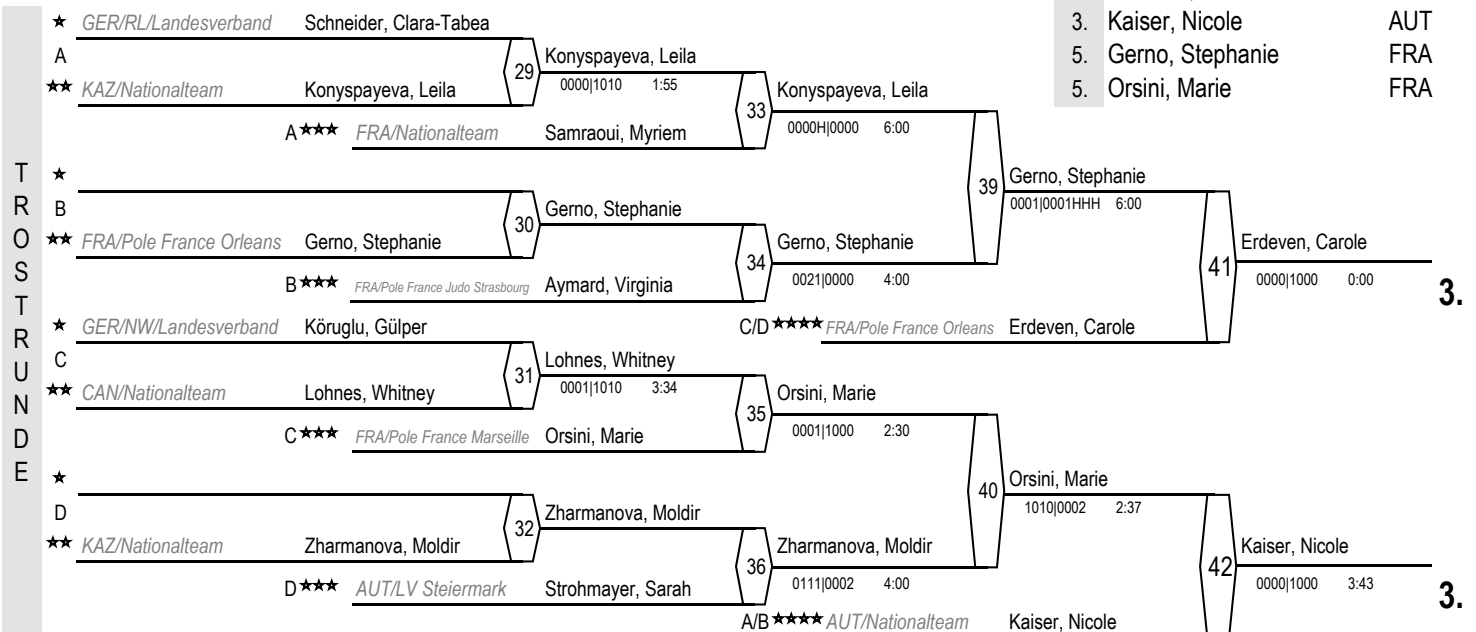 ★ GER/RL/Landesverband Schneider, Clara-Tabea
3. Kaiser, Nicole AUT
A
29 Konyspayeva, Leila
5. Gerno, Stephanie FRA
★★ KAZ/Nationalteam Konyspayeva, Leila
0000|1010 1:55
Konyspayeva, Leila
5. Orsini, Marie FRA
33
A★★★ FRA/Nationalteam Samraoui, Myriem
0000H|0000 6:00
TROSTRUNDE
★
39 Gerno, Stephanie
B
30 Gerno, Stephanie
0001|0001HHH 6:00
★★ FRA/Pole France Orleans Gerno, Stephanie
34 Gerno, Stephanie
41 Erdeven, Carole
B★★★ FRA/Pole France Judo Strasbourg Aymard, Virginia
0021|0000 4:00
0000|1000 0:00
3.
★ GER/NW/Landesverband Köruglu, Gülper
C/D★★★★ FRA/Pole France Orleans Erdeven, Carole
C
31 Lohnes, Whitney
★★ CAN/Nationalteam Lohnes, Whitney
0001|1010 3:34
35 Orsini, Marie
C★★★ FRA/Pole France Marseille Orsini, Marie
0001|1000 2:30
★
40 Orsini, Marie
D
32 Zharmanova, Moldir
1010|0002 2:37
★★ KAZ/Nationalteam Zharmanova, Moldir
36 Zharmanova, Moldir
42 Kaiser, Nicole
D★★★ AUT/LV Steiermark Strohmayer, Sarah
0111|0002 4:00
0000|1000 3:43
3.
A/B★★★★ AUT/Nationalteam Kaiser, Nicole